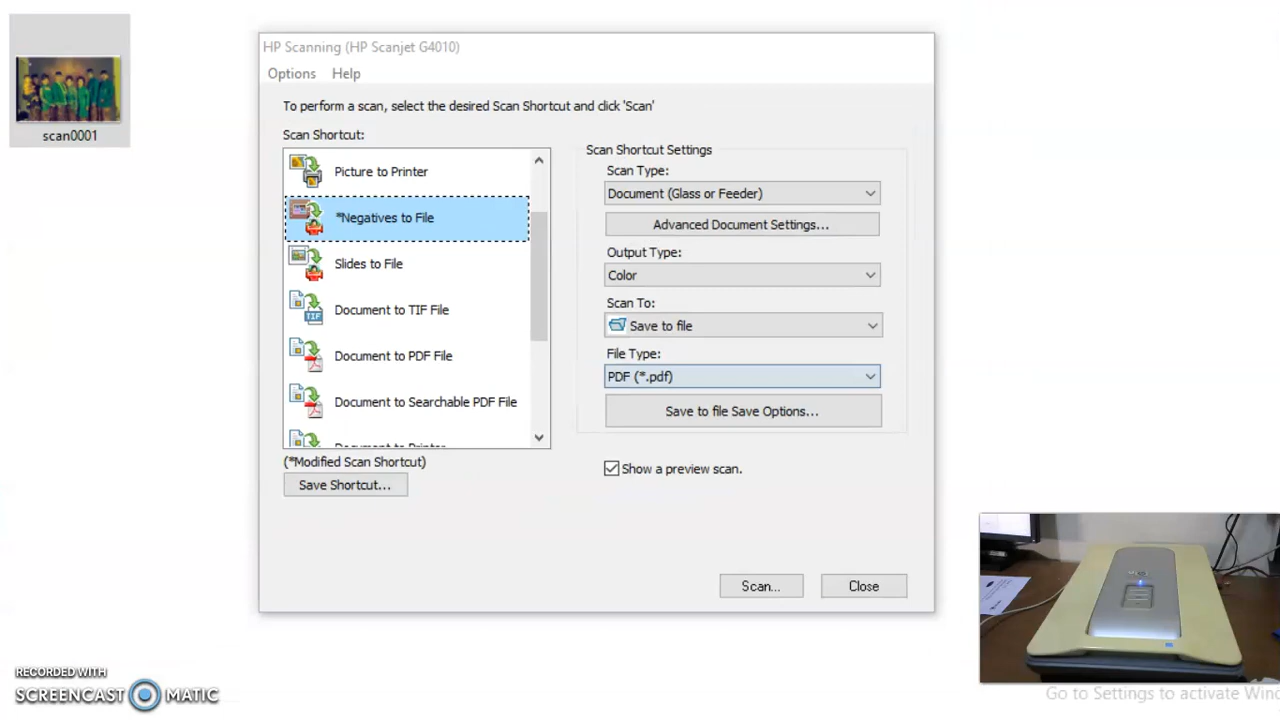 HP Scanning (HP Scanjet G4010)
Options Help
To perform a scan, select the desired Scan Shortcut and click 'Scan'
Scan Shortcut:
Picture to Printer
*Negatives to File
Slides to File
Document to TIF File
Document to PDF File
Document to Searchable PDF File
Document to Printer
(*Modified Scan Shortcut)
Save Shortcut...
Scan Shortcut Settings
Scan Type:
Document (Glass or Feeder)
Advanced Document Settings...
Output Type:
Color
Scan To:
Save to file
File Type:
PDF (*.pdf)
Save to file Save Options...
Show a preview scan.
Scan...
Close
scan0001
RECORDED WITH
SCREENCAST MATIC
Go to Settings to activate Wind